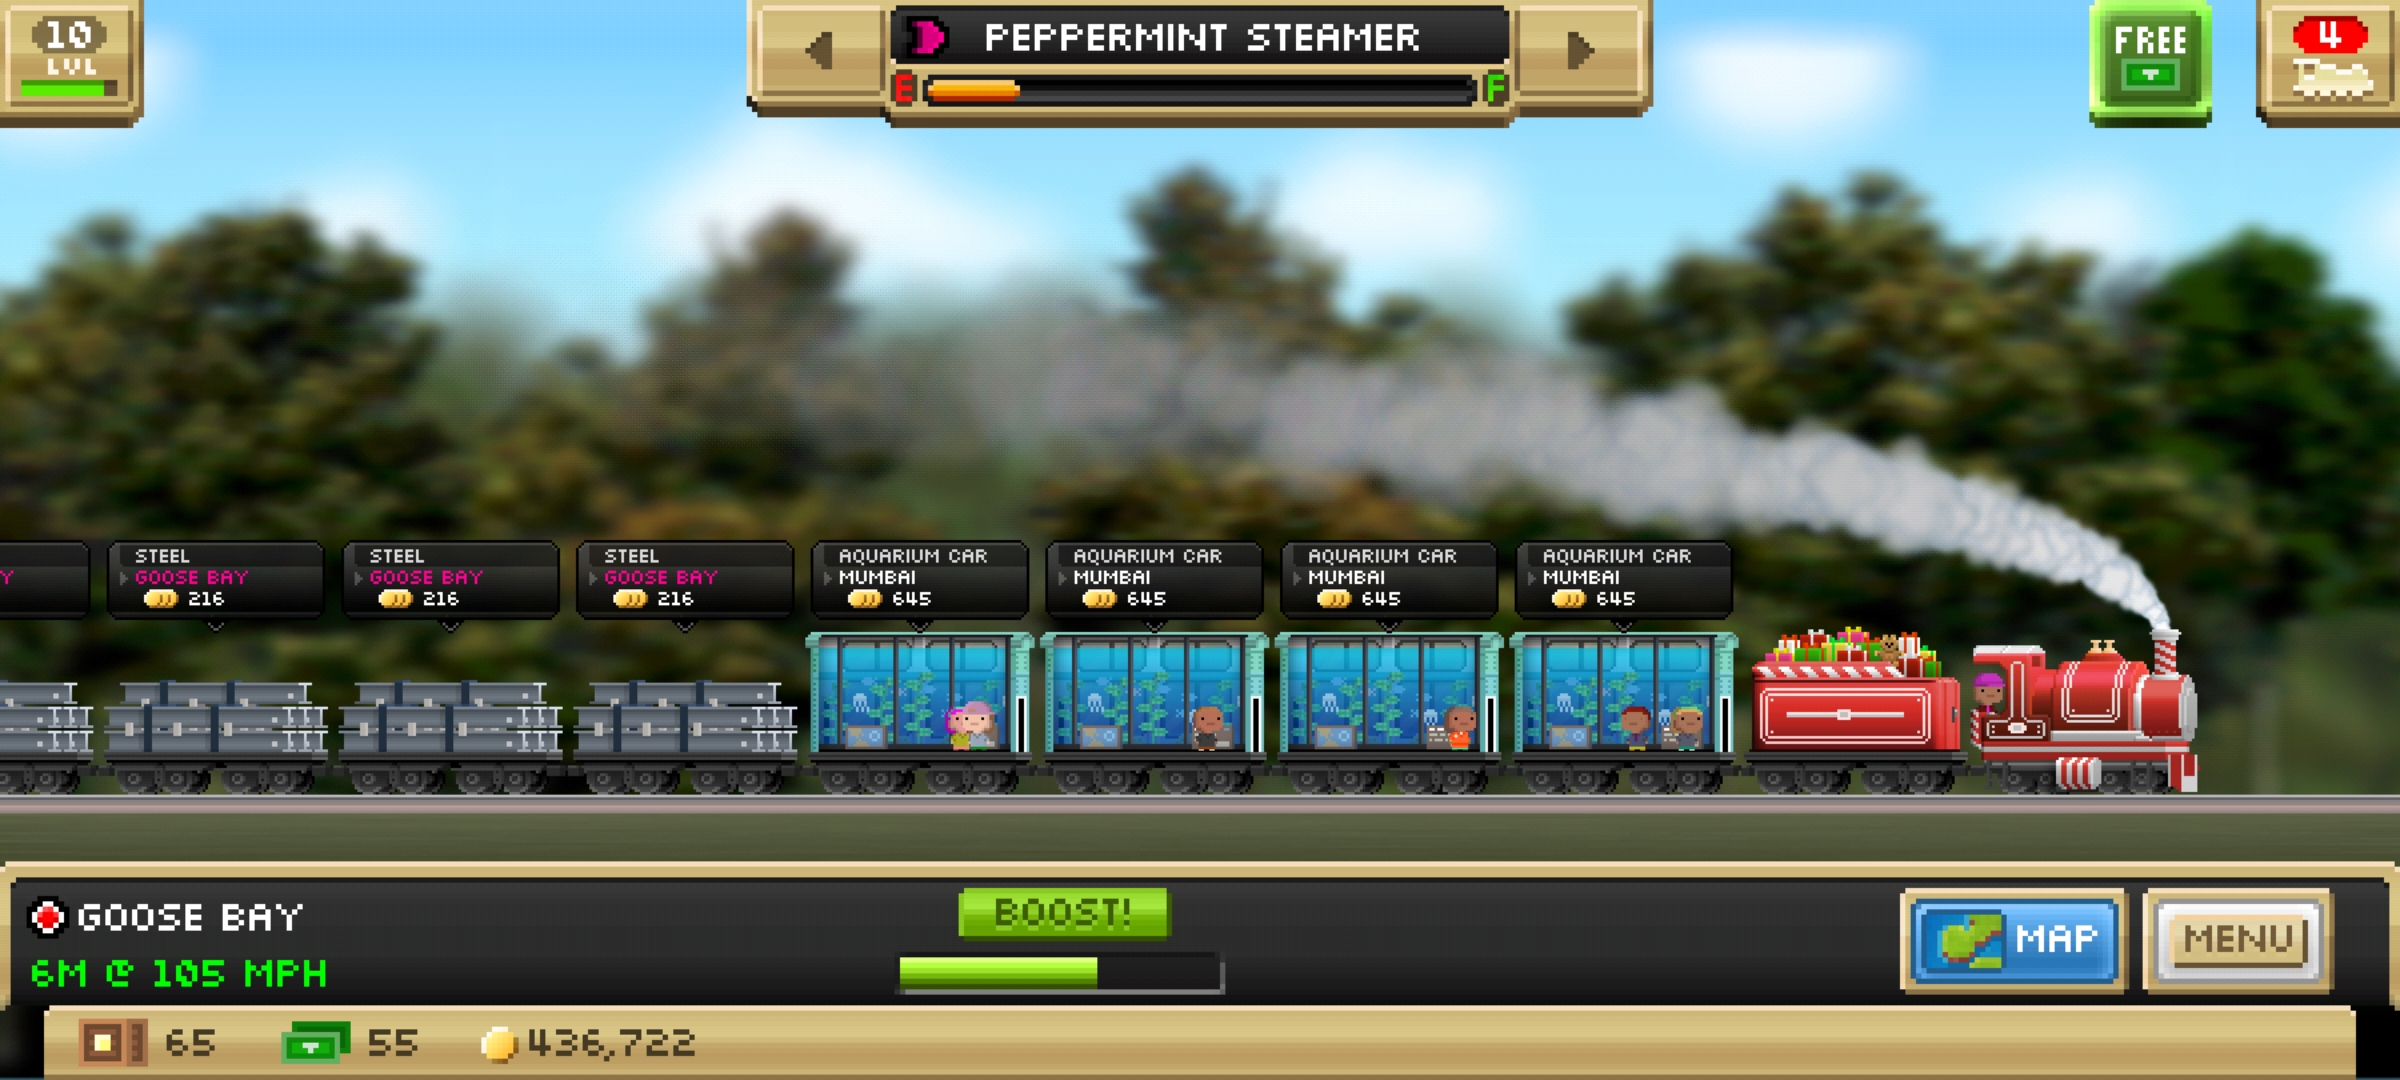 10
LVL
PEPPERMINT STEAMER
E
F
FREE
4
Y
STEEL
GOOSE BAY
216
STEEL
GOOSE BAY
216
STEEL
GOOSE BAY
216
AQUARIUM CAR
MUMBAI
645
AQUARIUM CAR
MUMBAI
645
AQUARIUM CAR
MUMBAI
645
AQUARIUM CAR
MUMBAI
645
GOOSE BAY
6M @ 105 MPH
BOOST!
MAP
MENU
65
55
436,722